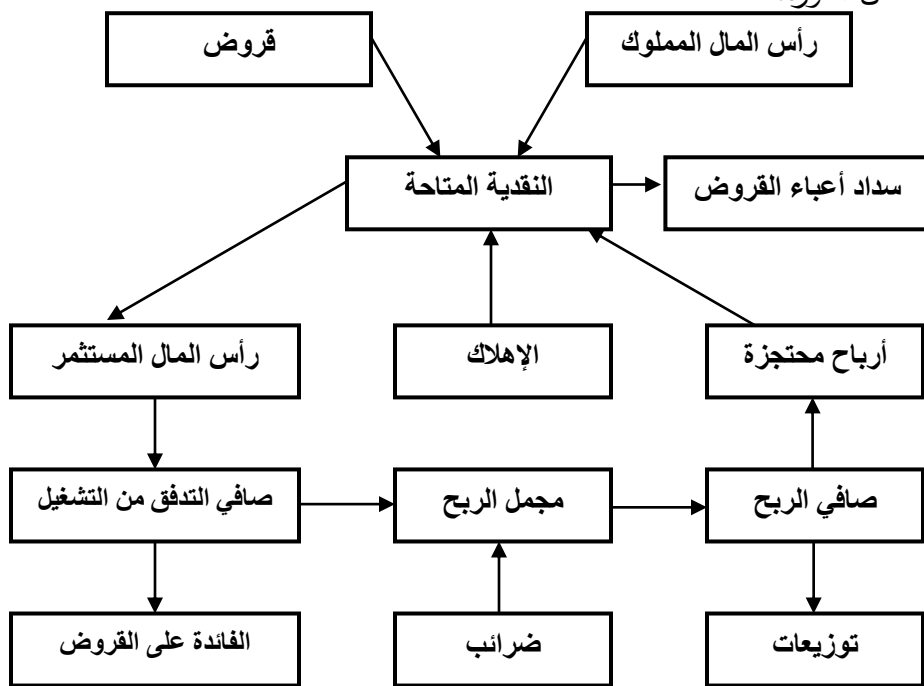 رأس المال المملوك
قروض
سداد أعباء القروض
النقدية المتاحة
أرباح محتجزة
الإهلاك
رأس المال المستثمر
صافي الربح
مجمل الربح
صافي التدفق من التشغيل
توزيعات
ضرائب
الفائدة على القروض